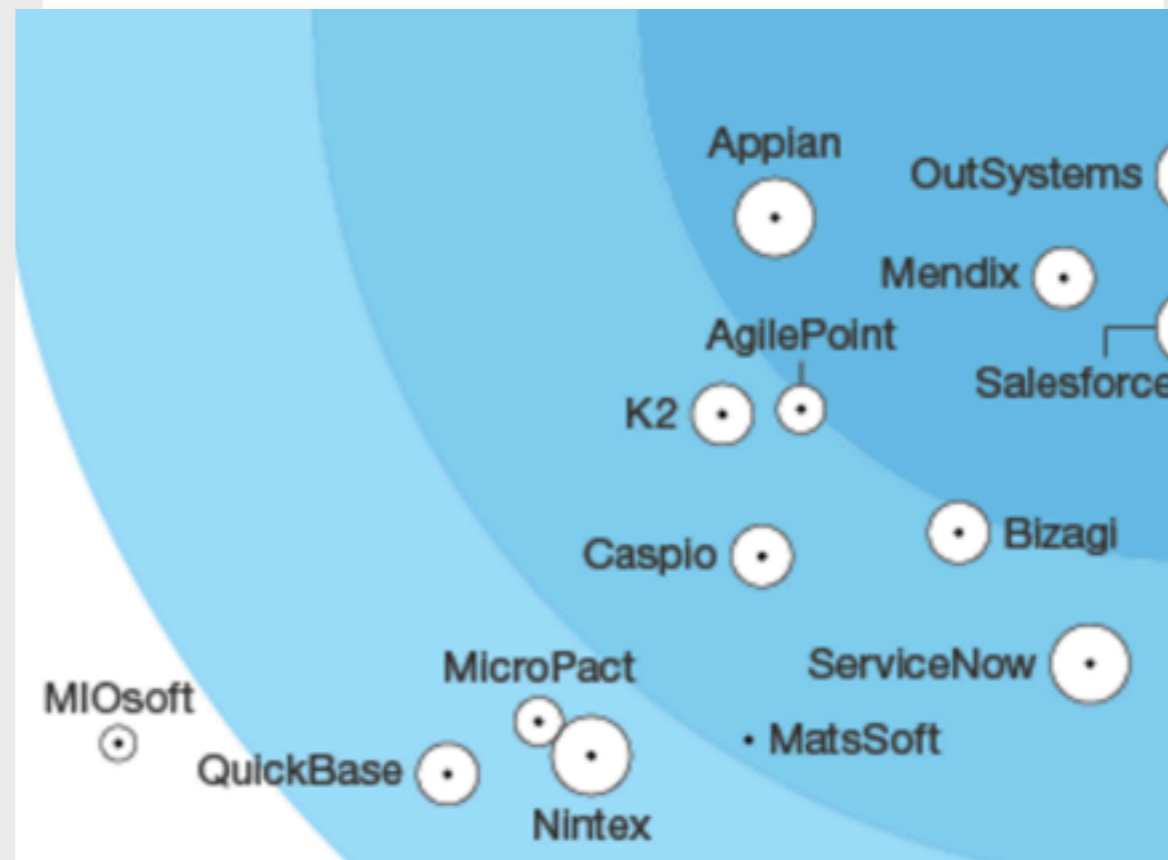 Appian
OutSystems
Mendix
AgilePoint
Salesforce
K2
Bizagi
Caspio
ServiceNow
MicroPact
MIOsoft
MatsSoft
QuickBase
Nintex